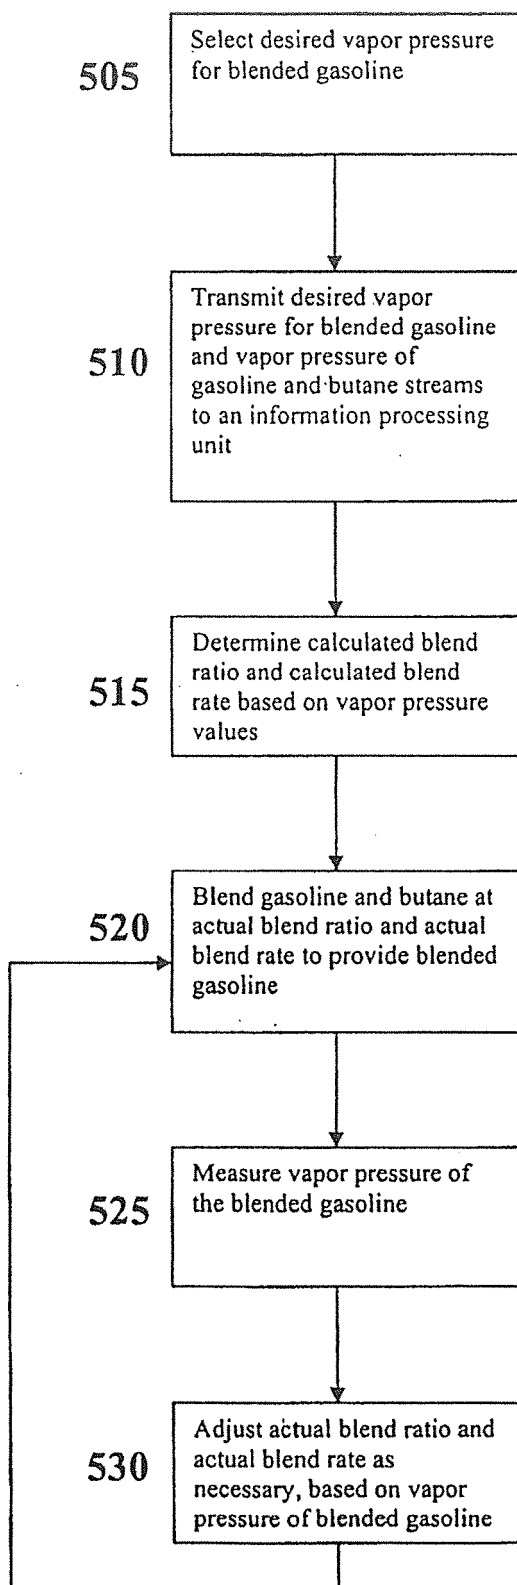 505
Select desired vapor pressure
for blended gasoline
510
Transmit desired vapor
pressure for blended gasoline
and vapor pressure of
gasoline and butane streams
to an information processing
unit
515
Determine calculated blend
ratio and calculated blend
rate based on vapor pressure
values
520
Blend gasoline and butane at
actual blend ratio and actual
blend rate to provide blended
gasoline
525
Measure vapor pressure of
the blended gasoline
530
Adjust actual blend ratio and
actual blend rate as
necessary, based on vapor
pressure of blended gasoline